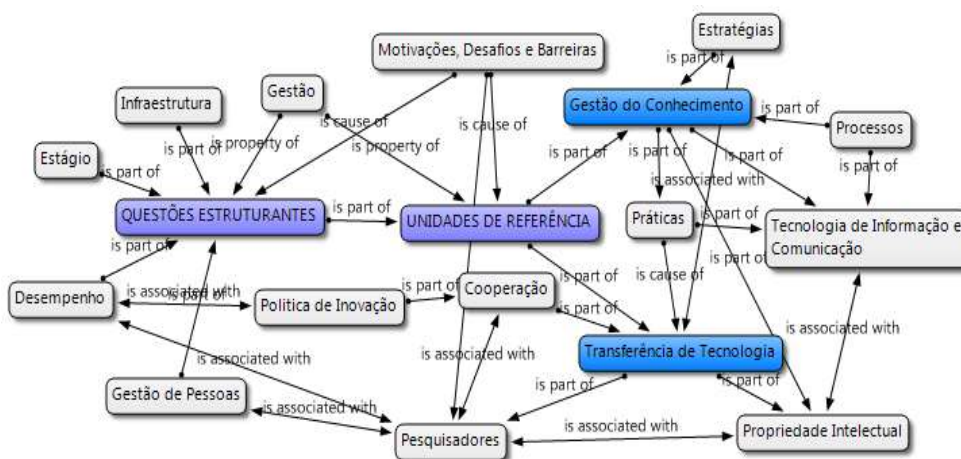 Estratégias
Motivações, Desafios e Barreiras
is part of
Infraestrutura
Gestão
Gestão do Conhecimento
is part of
Processos
is cause of
is cause of
is part of
is property of
is property of
is part of
is part of
is part of
Estágio
is part of
is associated with
QUESTÕES ESTRUTURANTES
is part of
UNIDADES DE REFERÊNCIA
Práticas
is part of
Tecnologia de Informação e
Comunicação
is part of
is part of
is part of
is cause of
Desempenho
is associated with
is part of
Politica de Inovação
is part of
Cooperação
is part of
is associated with
Transferência de Tecnologia
is associated with
is associated with
is part of
is part of
Gestão de Pessoas
is associated with
Pesquisadores
is associated with
Propriedade Intelectual